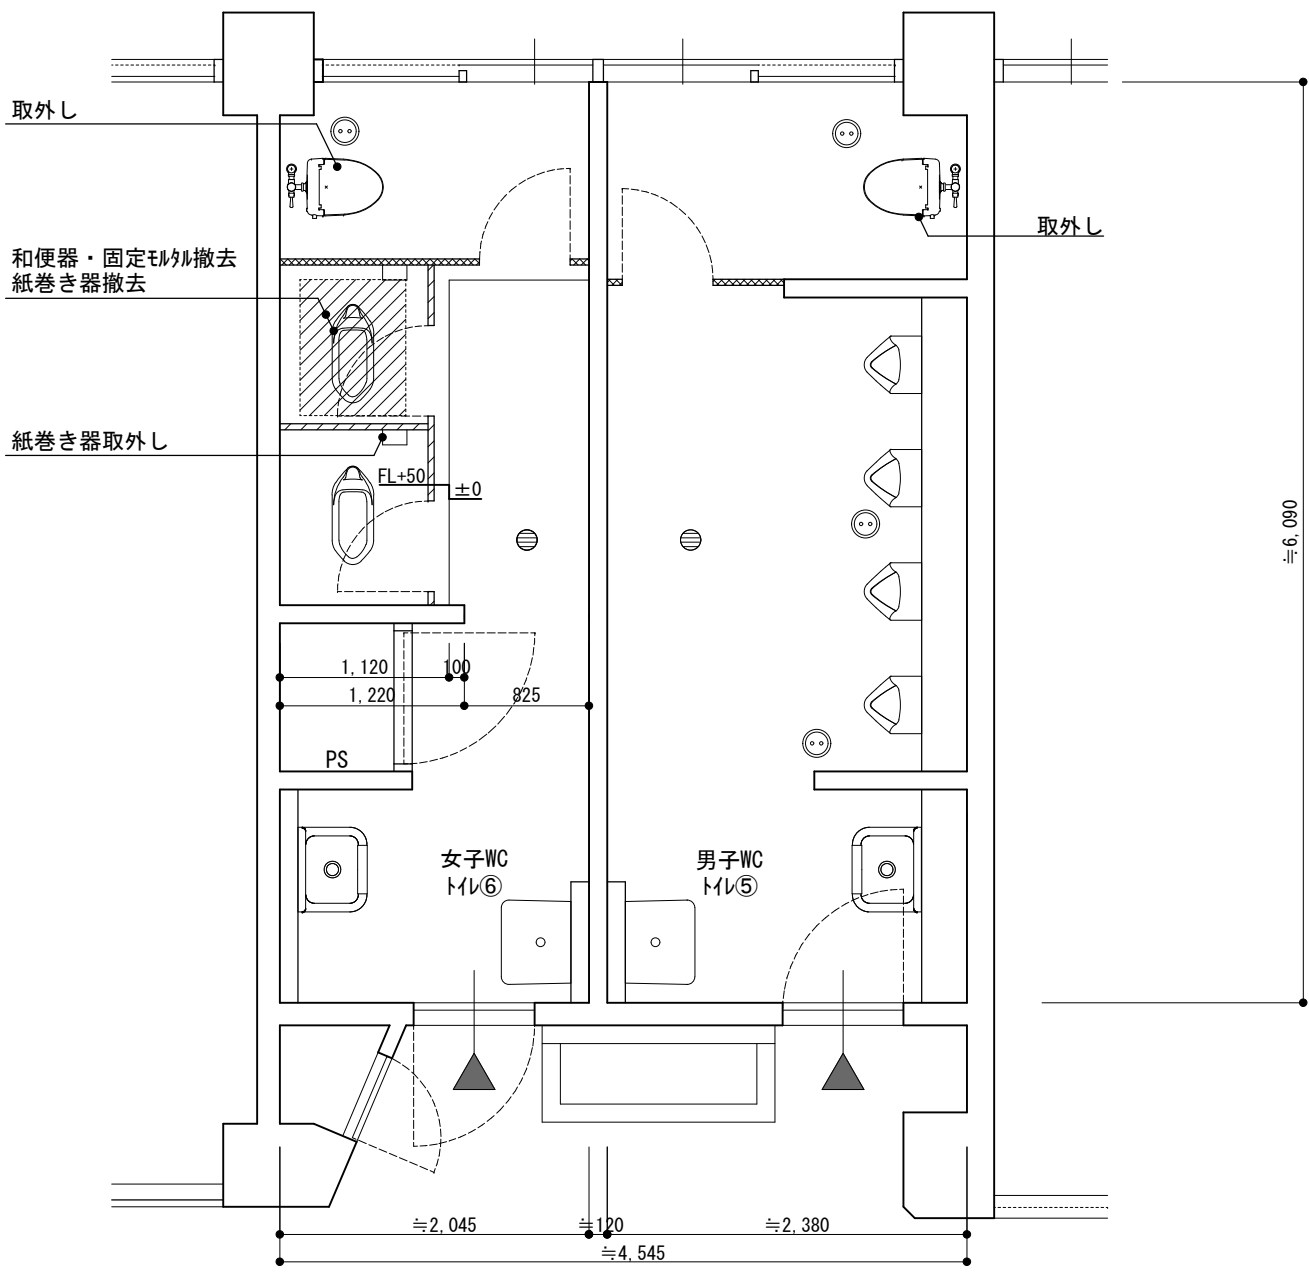 取外し
取外し
和便器・固定ﾓﾙﾀﾙ撤去
紙巻き器撤去
紙巻き器取外し
FL+50
±0
≒6,090
1,120
100
1,220
825
PS
女子WC
ﾄｲﾚ⑥
男子WC
ﾄｲﾚ⑤
≒2,045
≒120
≒2,380
≒4,545